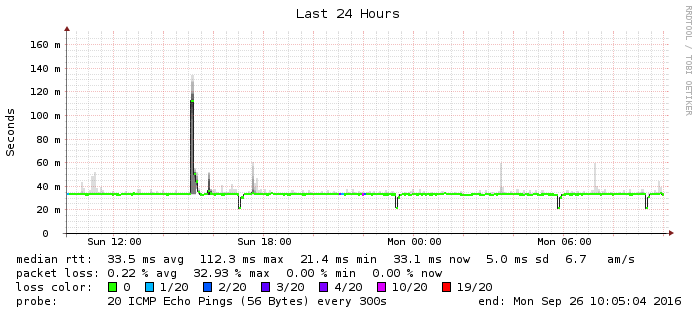 Last 24 Hours
RRDTOOL / TOBI OETIKER
Seconds
160 m
140 m
120 m
100 m
80 m
60 m
40 m
20 m
0
Sun 12:00 Sun 18:00 Mon 00:00 Mon 06:00
median rtt: 33.5 ms avg 112.3 ms max 21.4 ms min 33.1 ms now 5.0 ms sd 6.7 am/s
packet loss: 0.22 % avg 32.93 % max 0.00 % min 0.00 % now
loss color: 0 1/20 2/20 3/20 4/20 10/20 19/20
probe: 20 ICMP Echo Pings (56 Bytes) every 300s end: Mon Sep 26 10:05:04 2016